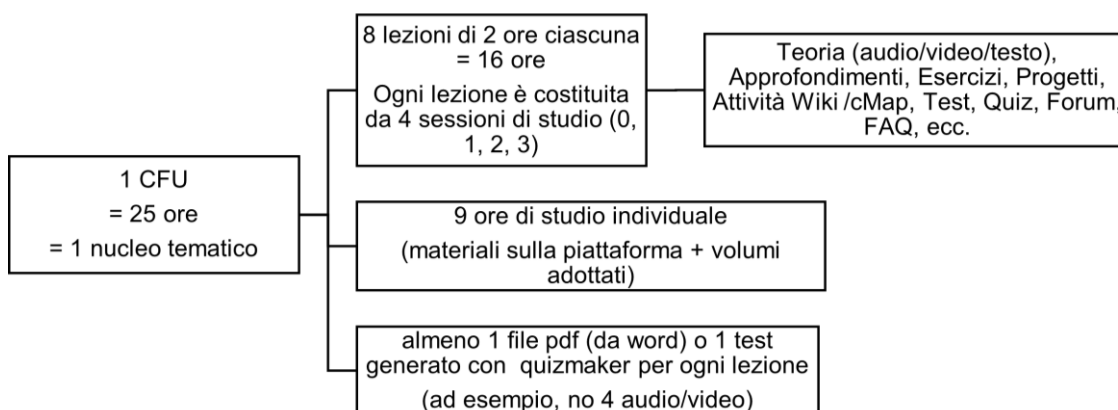 8 lezioni di 2 ore ciascuna
= 16 ore
Ogni lezione è costituita
da 4 sessioni di studio (0,
1, 2, 3)
Teoria (audio/video/testo),
Approfondimenti, Esercizi, Progetti,
Attività Wiki /cMap, Test, Quiz, Forum,
FAQ, ecc.
1 CFU
= 25 ore
= 1 nucleo tematico
9 ore di studio individuale
(materiali sulla piattaforma + volumi
adottati)
almeno 1 file pdf (da word) o 1 test
generato con quizmaker per ogni lezione
(ad esempio, no 4 audio/video)